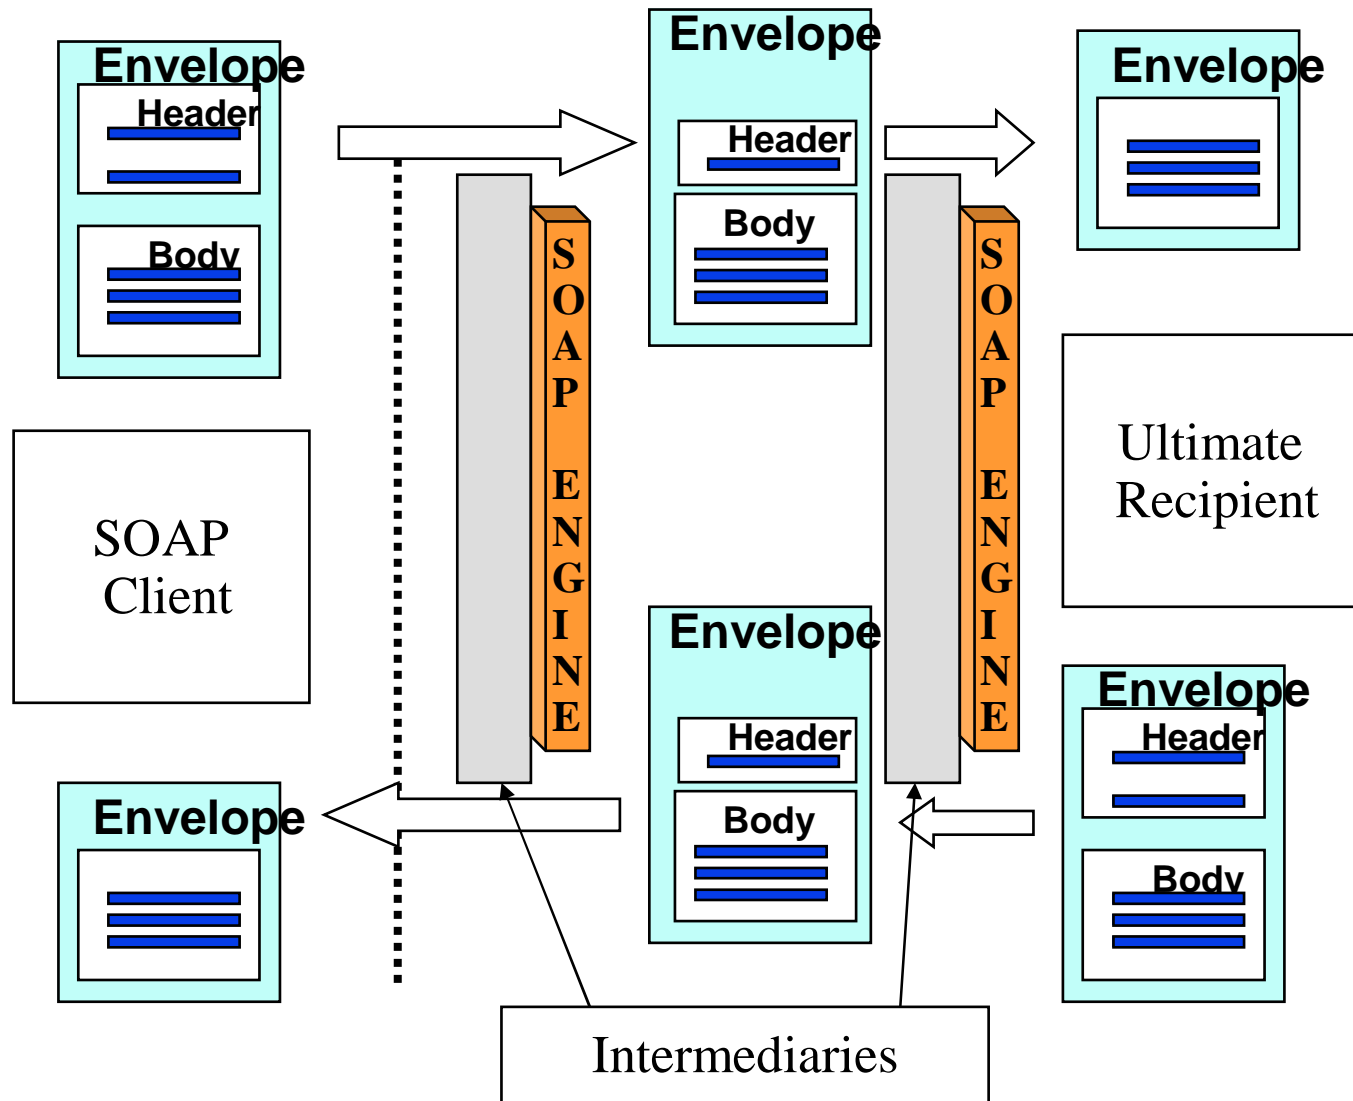 Envelope
Header
Body
Envelope
Header
Body
Envelope
SOAP ENGINE
SOAP ENGINE
SOAP
Client
Ultimate
Recipient
Envelope
Envelope
Header
Body
Envelope
Header
Body
Intermediaries